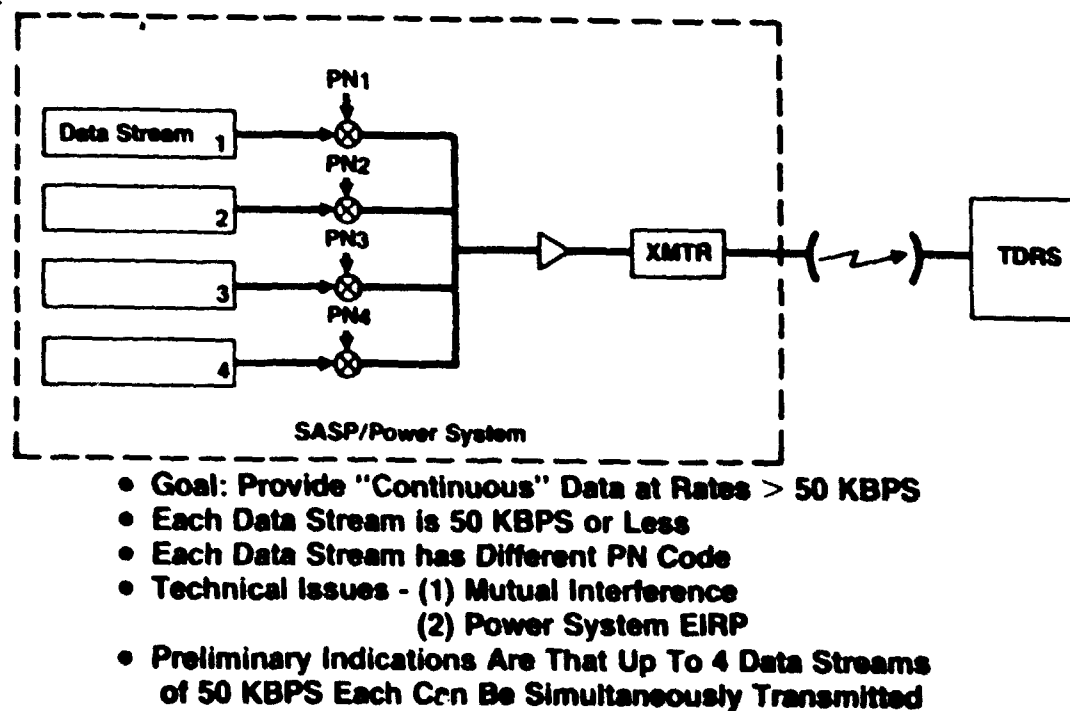 PN1
Data Stream 1
PN2
2
PN3
3
PN4
4
XMTR
TDRS
SASP/Power System
• Goal: Provide "Continuous" Data at Rates > 50 KBPS
• Each Data Stream is 50 KBPS or Less
• Each Data Stream has Different PN Code
• Technical Issues - (1) Mutual Interference
(2) Power System EIRP
• Preliminary Indications Are That Up To 4 Data Streams
of 50 KBPS Each Can Be Simultaneously Transmitted